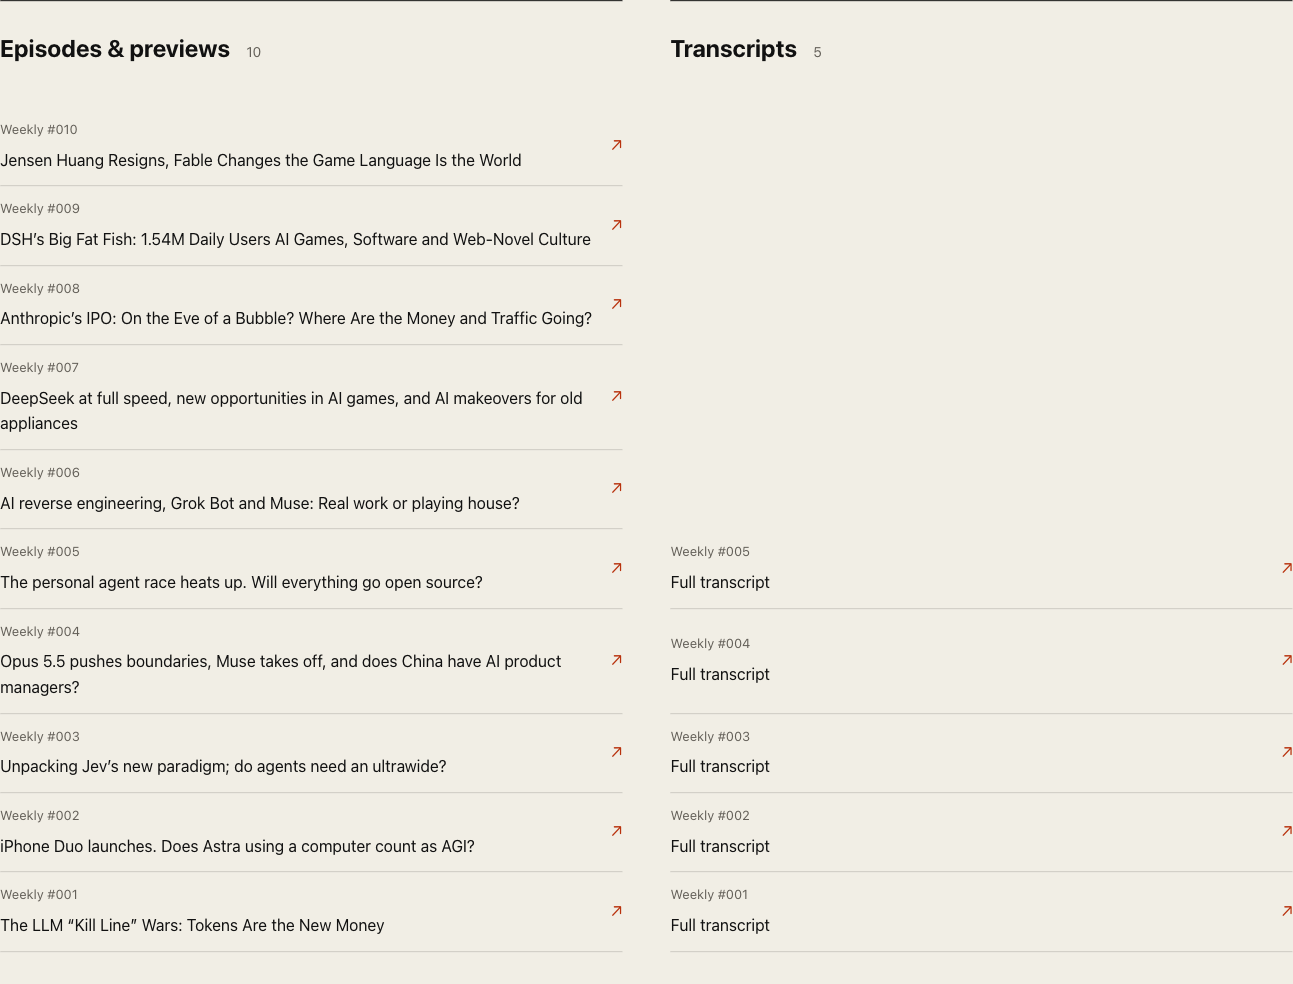 Episodes & previews 10
Weekly #010
Jensen Huang Resigns, Fable Changes the Game Language Is the World
Weekly #009
DSH’s Big Fat Fish: 1.54M Daily Users AI Games, Software and Web-Novel Culture
Weekly #008
Anthropic’s IPO: On the Eve of a Bubble? Where Are the Money and Traffic Going?
Weekly #007
DeepSeek at full speed, new opportunities in AI games, and AI makeovers for old
appliances
Weekly #006
AI reverse engineering, Grok Bot and Muse: Real work or playing house?
Weekly #005
The personal agent race heats up. Will everything go open source?
Weekly #004
Opus 5.5 pushes boundaries, Muse takes off, and does China have AI product
managers?
Weekly #003
Unpacking Jev’s new paradigm; do agents need an ultrawide?
Weekly #002
iPhone Duo launches. Does Astra using a computer count as AGI?
Weekly #001
The LLM “Kill Line” Wars: Tokens Are the New Money
Transcripts 5
Weekly #005
Full transcript
Weekly #004
Full transcript
Weekly #003
Full transcript
Weekly #002
Full transcript
Weekly #001
Full transcript